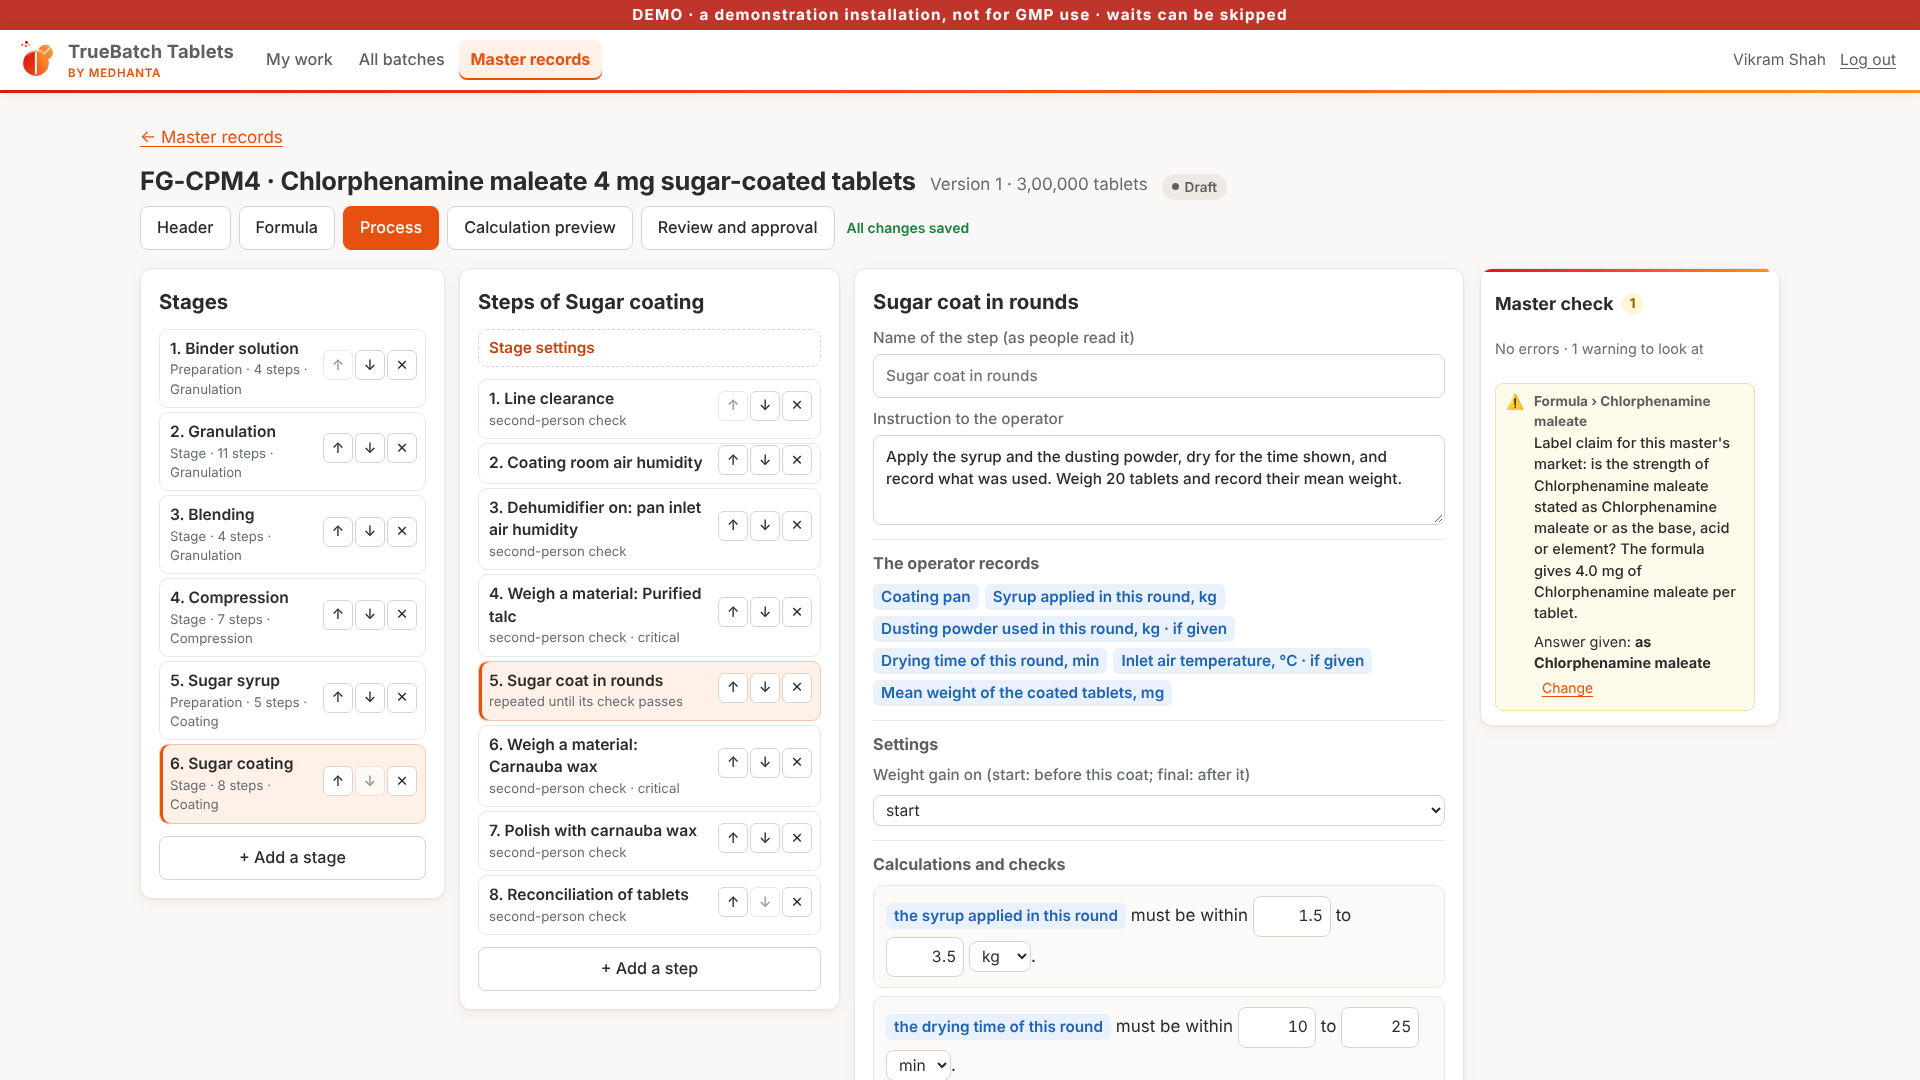 DEMO · a demonstration installation, not for GMP use · waits can be skipped
TrueBatch Tablets
BY MEDHANTA
My work
All batches
Master records
Vikram Shah
Log out
← Master records
FG-CPM4 · Chlorphenamine maleate 4 mg sugar-coated tablets
Version 1 · 3,00,000 tablets
Draft
Header
Formula
Process
Calculation preview
Review and approval
All changes saved
Stages
1. Binder solution
Preparation · 4 steps ·
Granulation
↑ ↓ ×
2. Granulation
Stage · 11 steps ·
Granulation
↑ ↓ ×
3. Blending
Stage · 4 steps ·
Granulation
↑ ↓ ×
4. Compression
Stage · 7 steps ·
Compression
↑ ↓ ×
5. Sugar syrup
Preparation · 5 steps ·
Coating
↑ ↓ ×
6. Sugar coating
Stage · 8 steps ·
Coating
↑ ↓ ×
+ Add a stage
Steps of Sugar coating
Stage settings
1. Line clearance
second-person check
↑ ↓ ×
2. Coating room air humidity
↑ ↓ ×
3. Dehumidifier on: pan inlet
air humidity
second-person check
↑ ↓ ×
4. Weigh a material: Purified
talc
second-person check · critical
↑ ↓ ×
5. Sugar coat in rounds
repeated until its check passes
↑ ↓ ×
6. Weigh a material:
Carnauba wax
second-person check · critical
↑ ↓ ×
7. Polish with carnauba wax
second-person check
↑ ↓ ×
8. Reconciliation of tablets
second-person check
↑ ↓ ×
+ Add a step
Sugar coat in rounds
Name of the step (as people read it)
Sugar coat in rounds
Instruction to the operator
Apply the syrup and the dusting powder, dry for the time shown, and
record what was used. Weigh 20 tablets and record their mean weight.
The operator records
Coating pan
Syrup applied in this round, kg
Dusting powder used in this round, kg · if given
Drying time of this round, min
Inlet air temperature, °C · if given
Mean weight of the coated tablets, mg
Settings
Weight gain on (start: before this coat; final: after it)
start
Calculations and checks
the syrup applied in this round must be within 1.5 to
3.5 kg .
the drying time of this round must be within 10 to 25
min .
Master check 1
No errors · 1 warning to look at
Formula › Chlorphenamine
maleate
Label claim for this master's
market: is the strength of
Chlorphenamine maleate
stated as Chlorphenamine
maleate or as the base, acid
or element? The formula
gives 4.0 mg of
Chlorphenamine maleate per
tablet.
Answer given: as
Chlorphenamine maleate
Change